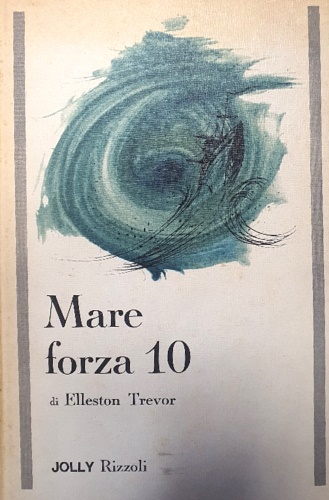 Mare
forza 10
di Elleston Trevor
JOLLY Rizzoli